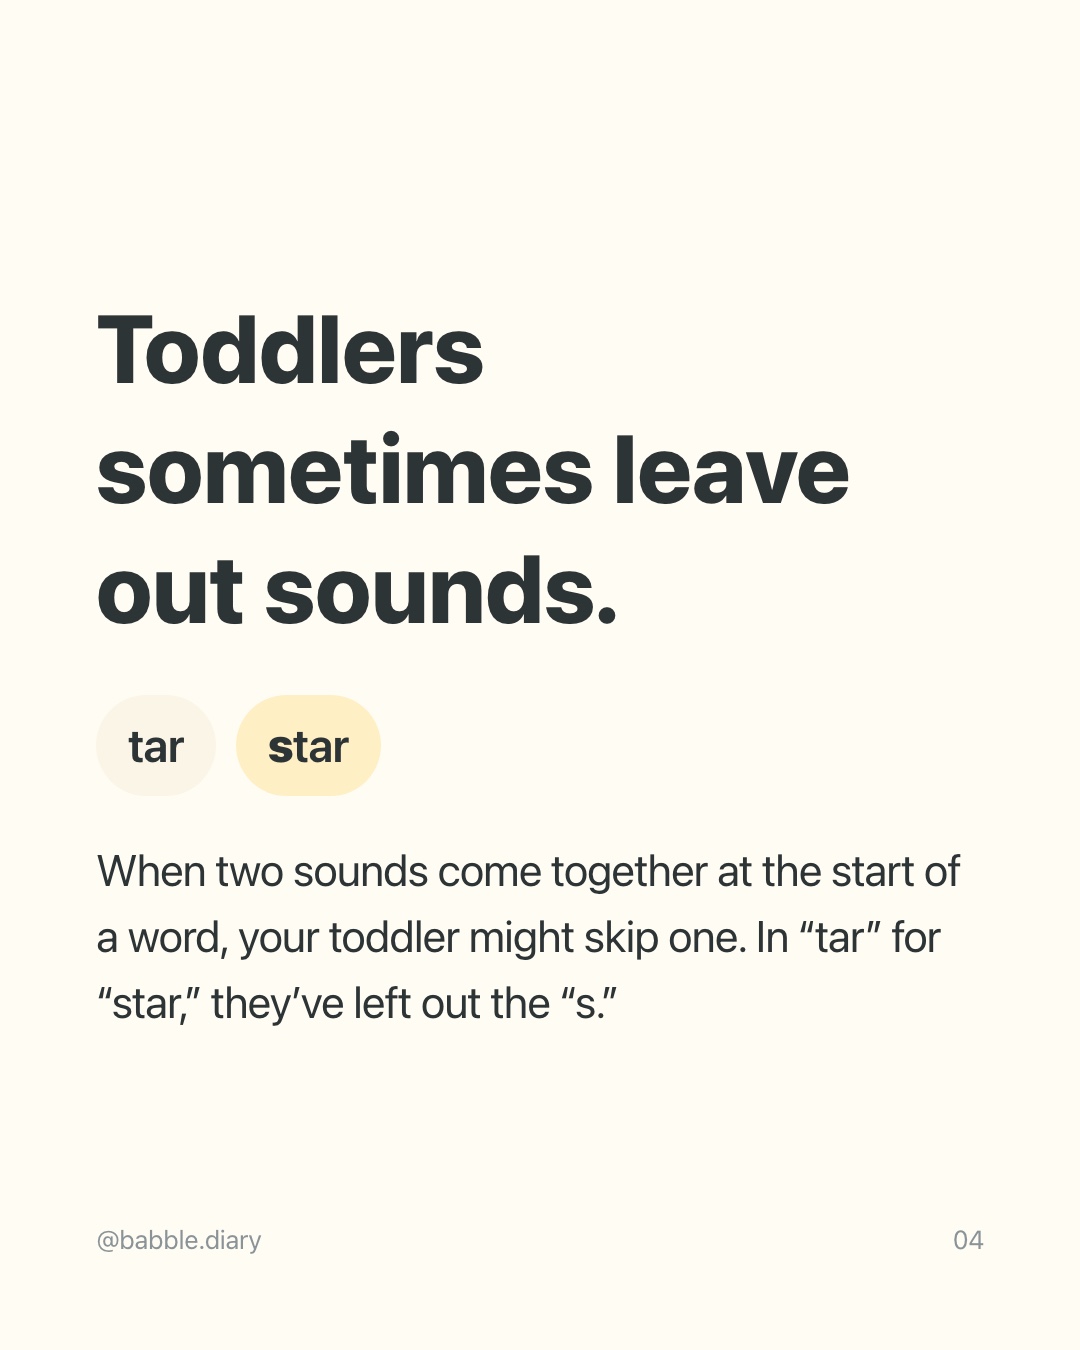 Toddlers
sometimes leave
out sounds.
tar star
When two sounds come together at the start of
a word, your toddler might skip one. In “tar” for
“star,” they’ve left out the “s.”
@babble.diary 04